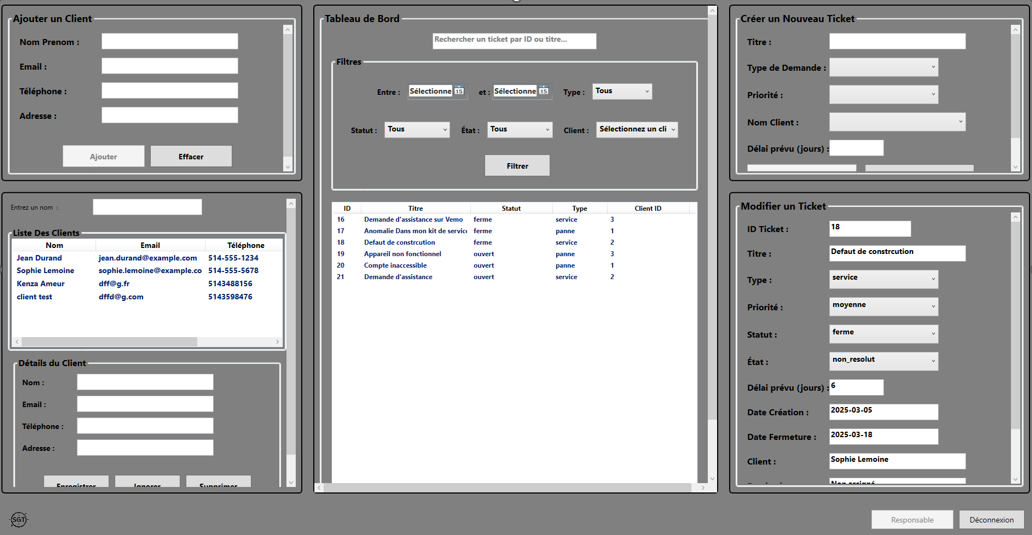 Ajouter un Client
Nom Prenom :
Email :
Téléphone :
Adresse :
Ajouter
Effacer
Entrez un nom :
Liste Des Clients
Nom Email Téléphone
Jean Durand jean.durand@example.com 514-555-1234
Sophie Lemoine sophie.lemoine@example.co 514-555-5678
Kenza Ameur dff@g.fr 5143488156
client test dffd@g.com 5143598476
Détails du Client
Nom :
Email :
Téléphone :
Adresse :
Enregistrer Ignorer Supprimer
SGT
Tableau de Bord
Rechercher un ticket par ID ou titre...
Filtres
Entre : Sélectionne 15 et : Sélectionne 15 Type : Tous
Statut : Tous État : Tous Client : Sélectionnez un cli
Filtrer
ID Titre Statut Type Client ID
16 Demande d'assistance sur Vemo ferme service 3
17 Anomalie Dans mon kit de servic ferme panne 1
18 Defaut de constrcution ferme service 2
19 Appareil non fonctionnel ouvert panne 3
20 Compte inaccessible ouvert panne 1
21 Demande d'assistance ouvert service 2
Créer un Nouveau Ticket
Titre :
Type de Demande :
Priorité :
Nom Client :
Délai prévu (jours) :
Modifier un Ticket
ID Ticket : 18
Titre : Defaut de constrcution
Type : service
Priorité : moyenne
Statut : ferme
État : non_resolut
Délai prévu (jours) : 6
Date Création : 2025-03-05
Date Fermeture : 2025-03-18
Client : Sophie Lemoine
Non assigné
Responsable
Déconnexion